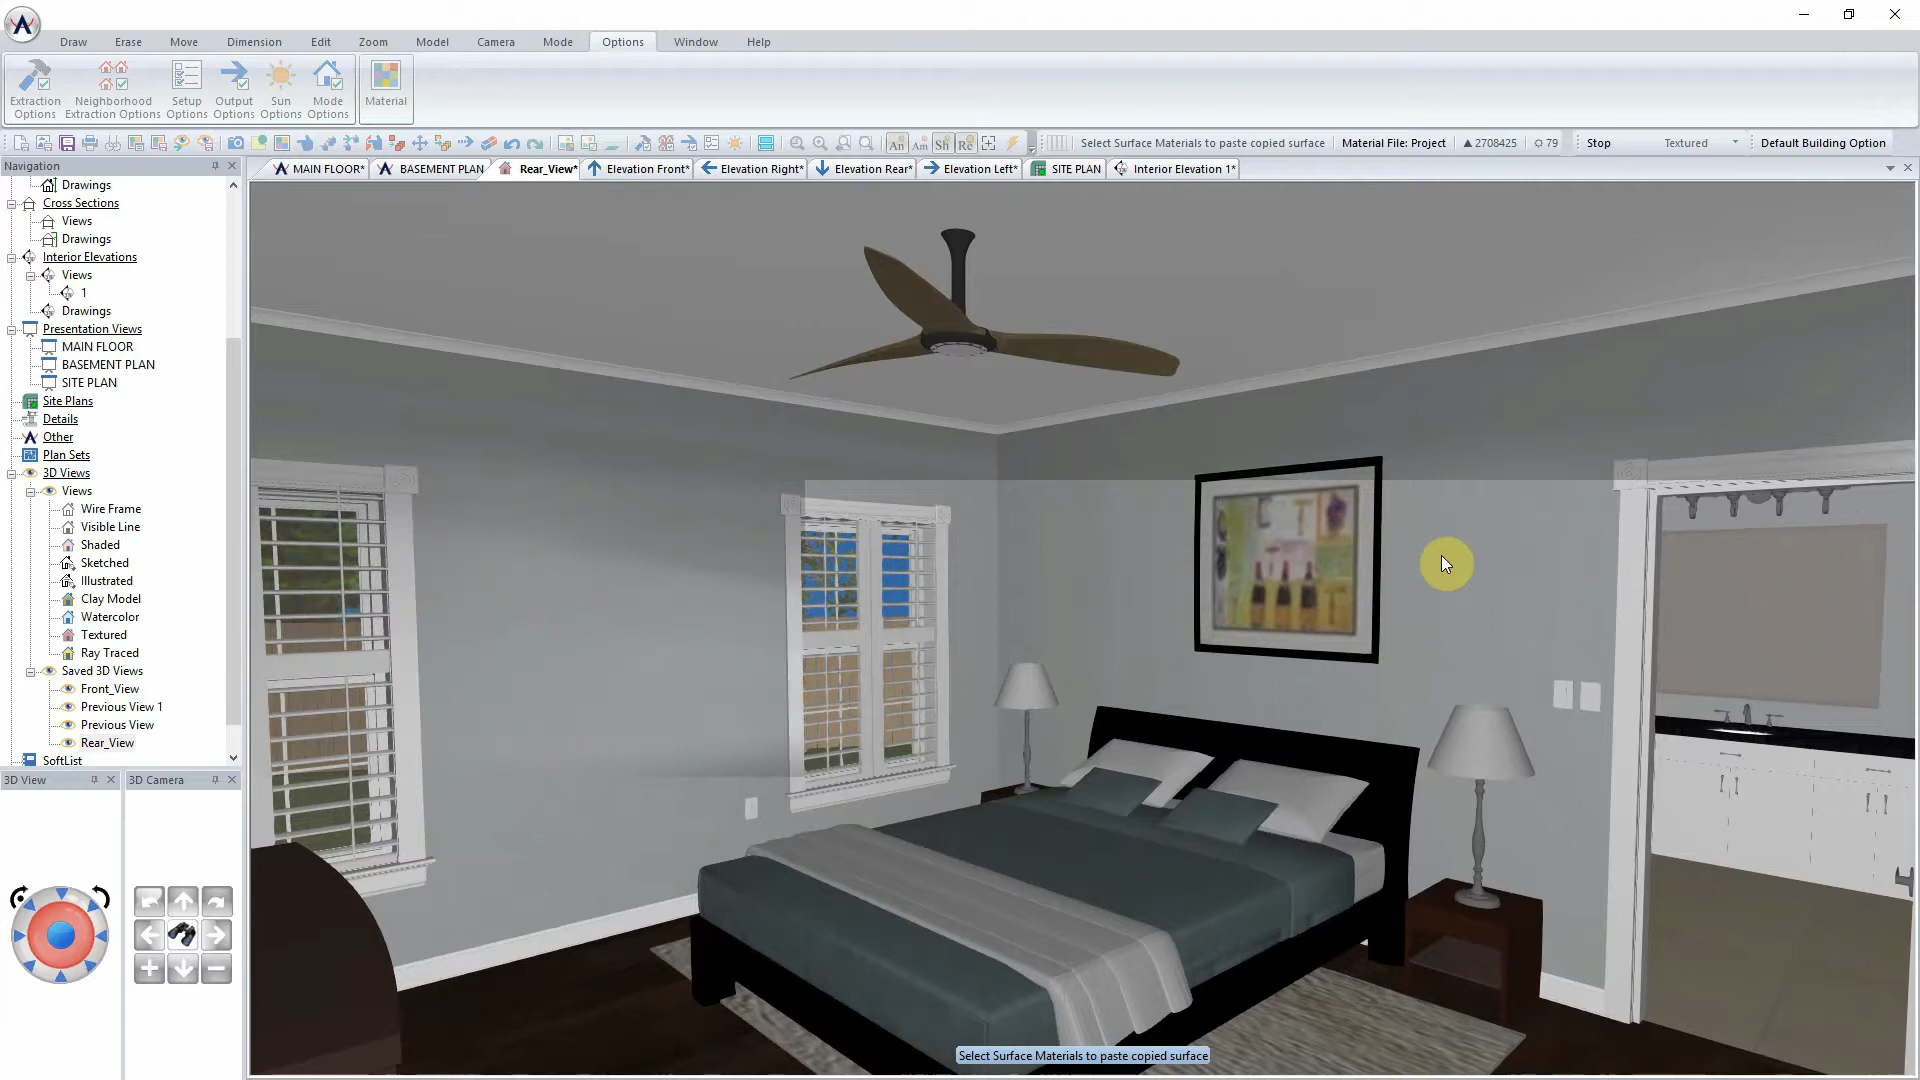 Draw Erase Move Dimension Edit Zoom Model Camera Mode Options Window Help
Extraction Options
Neighborhood Extraction Options
Setup Options
Output Options
Sun Options
Mode Options
Material
An Am Sh Re Select Surface Materials to paste copied surface Material File: Project 2708425 79 Stop Textured Default Building Option
Navigation
MAIN FLOOR* BASEMENT PLAN Rear_View* Elevation Front* Elevation Right* Elevation Rear* Elevation Left* SITE PLAN Interior Elevation 1*
Drawings
Cross Sections
Views
Drawings
Interior Elevations
Views
1
Drawings
Presentation Views
MAIN FLOOR
BASEMENT PLAN
SITE PLAN
Site Plans
Details
Other
Plan Sets
3D Views
Views
Wire Frame
Visible Line
Shaded
Sketched
Illustrated
Clay Model
Watercolor
Textured
Ray Traced
Saved 3D Views
Front_View
Previous View 1
Previous View
Rear_View
SoftList
3D View
3D Camera
Select Surface Materials to paste copied surface